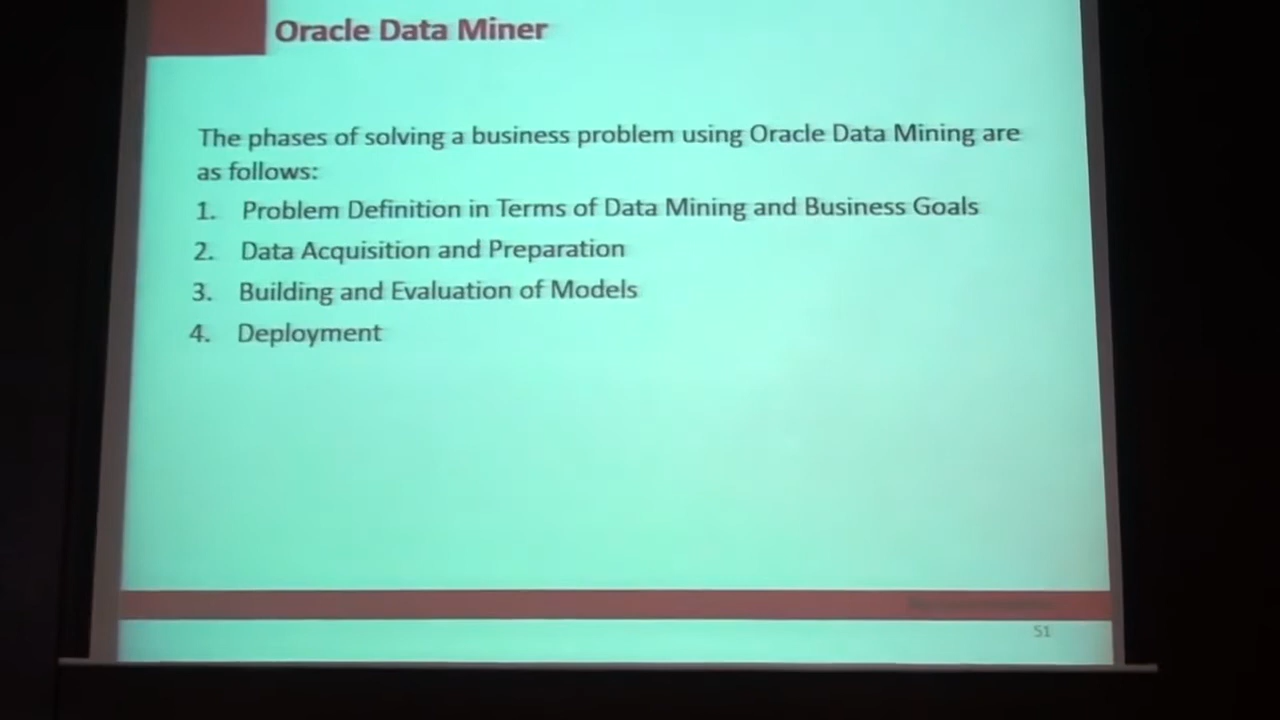 Oracle Data Miner
The phases of solving a business problem using Oracle Data Mining are
as follows:
1. Problem Definition in Terms of Data Mining and Business Goals
2. Data Acquisition and Preparation
3. Building and Evaluation of Models
4. Deployment
51